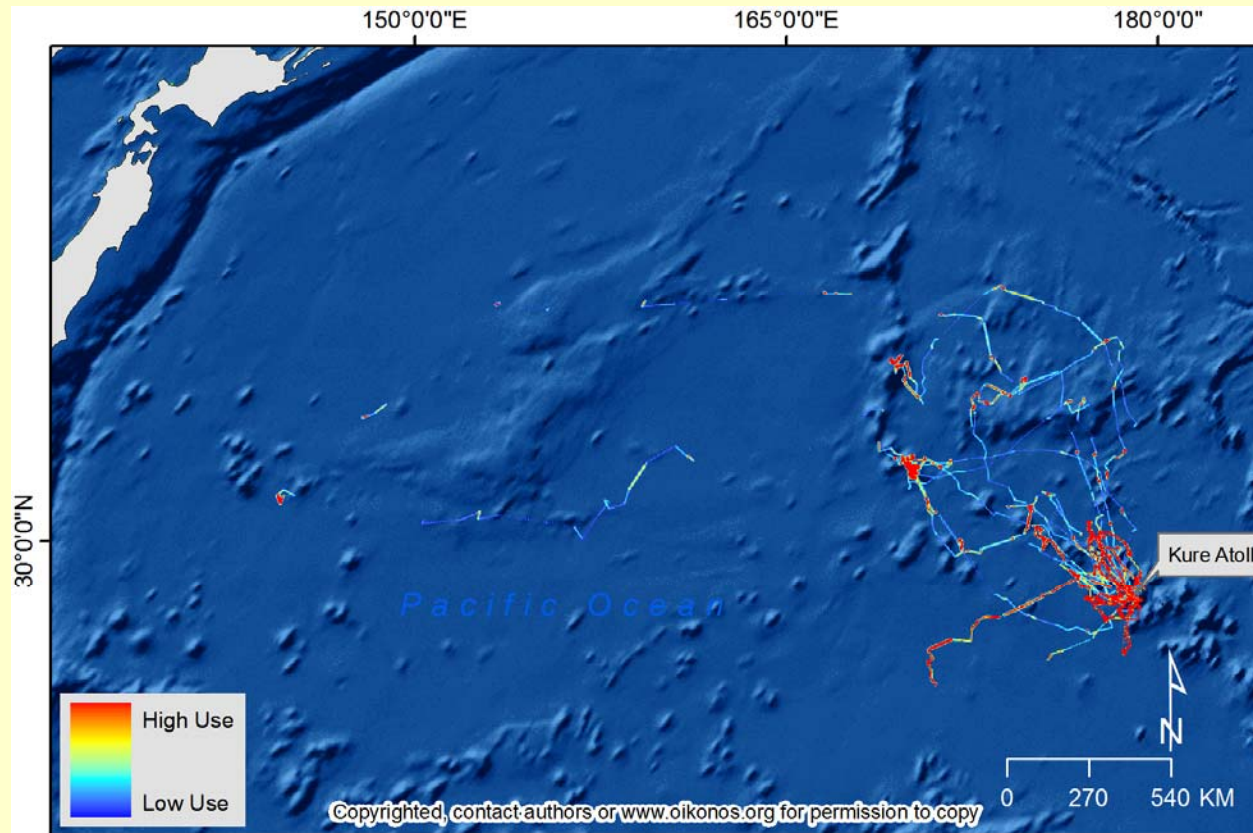 150°0'0"E 165°0'0"E 180°0'0"
30°0'0"N
Kure Atoll
Pacific Ocean
N
High Use
Low Use
0 270 540 KM
Copyrighted, contact authors or www.oikonos.org for permission to copy